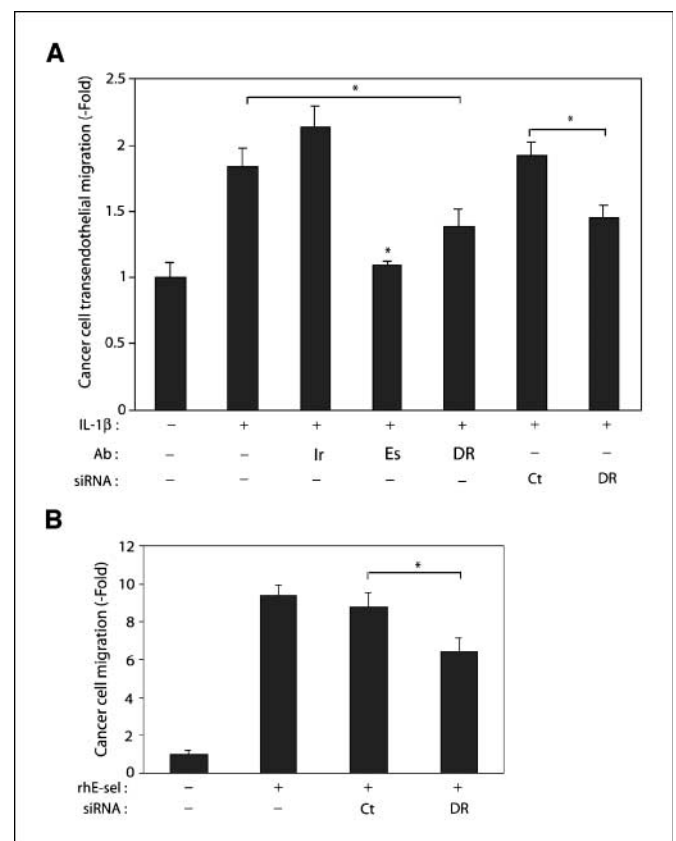 A
Cancer cell transendothelial migration (-Fold)
2.5
2
1.5
1
0.5
0
*
*
*
IL-1β : – + + + + + +
Ab : – – Ir Es DR – –
siRNA : – – – – – Ct DR
B
Cancer cell migration (-Fold)
12
10
8
6
4
2
0
*
rhE-sel : – + + +
siRNA : – – Ct DR